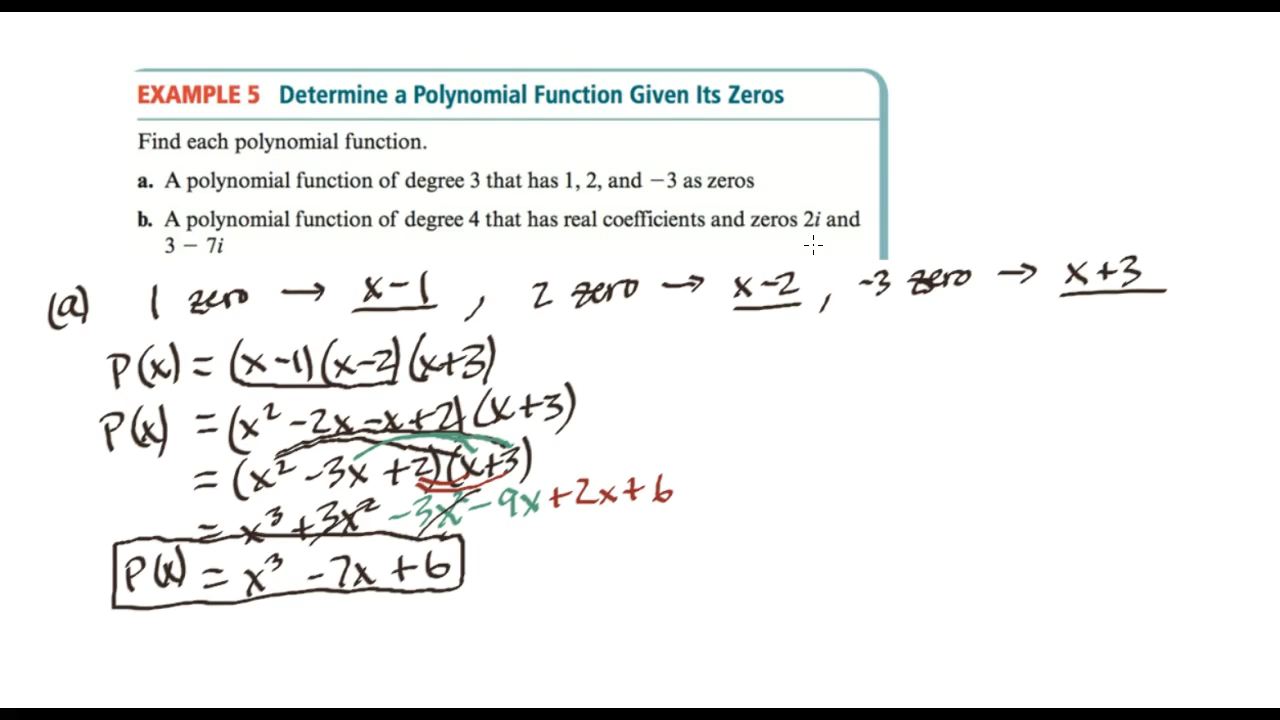 EXAMPLE 5 Determine a Polynomial Function Given Its Zeros
Find each polynomial function.
a. A polynomial function of degree 3 that has 1, 2, and −3 as zeros
b. A polynomial function of degree 4 that has real coefficients and zeros 2i and
3 − 7i
(a) 1 zero → x−1, 2 zero → x−2, −3 zero → x+3
P(x) = (x−1)(x−2)(x+3)
P(x) = (x² −2x −x+2)(x+3)
= (x² −3x +2)(x+3)
= x³ +3x² −3x² −9x +2x+6
P(x) = x³ −7x +6